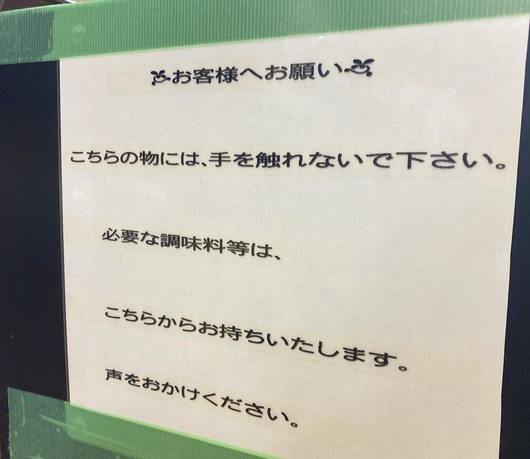 お客様へお願い
こちらの物には、手を触れないで下さい。
必要な調味料等は、
こちらからお持ちいたします。
声をおかけください。